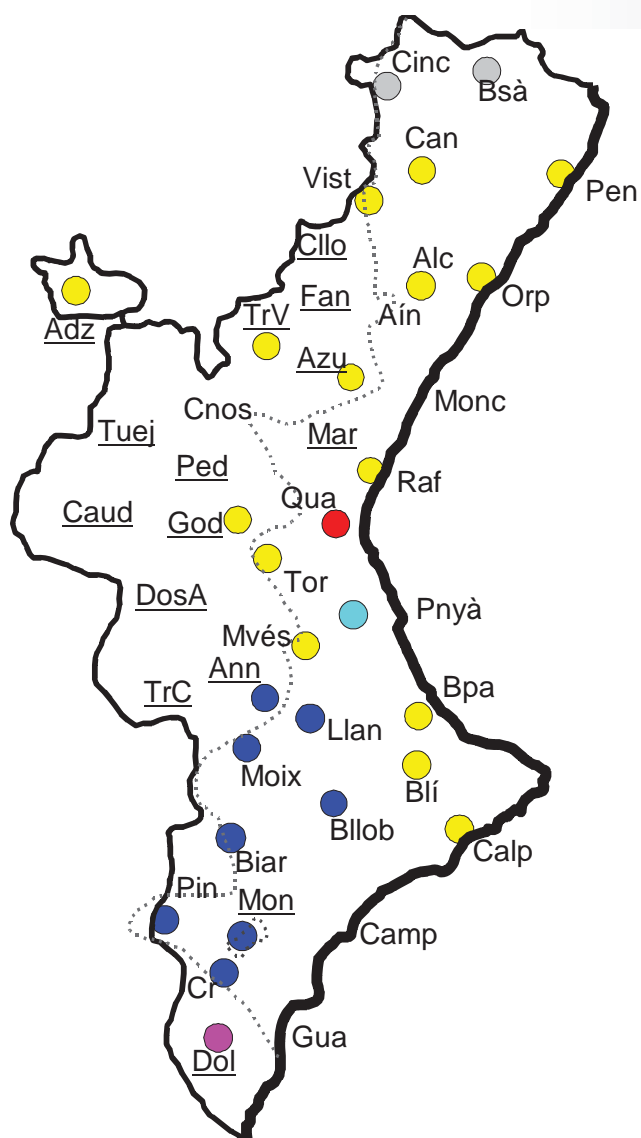 Cinc
Bsà
Can
Vist
Pen
Cllo
Alc
Fan
Orp
Adz
TrV
Aín
Azu
Monc
Cnos
Tuej
Mar
Ped
Raf
Qua
Caud
God
Tor
DosA
Pnyà
Mvés
Ann
TrC
Bpa
Llan
Moix
Blí
Bllob
Calp
Biar
Pin
Mon
Camp
Cr
Gua
Dol